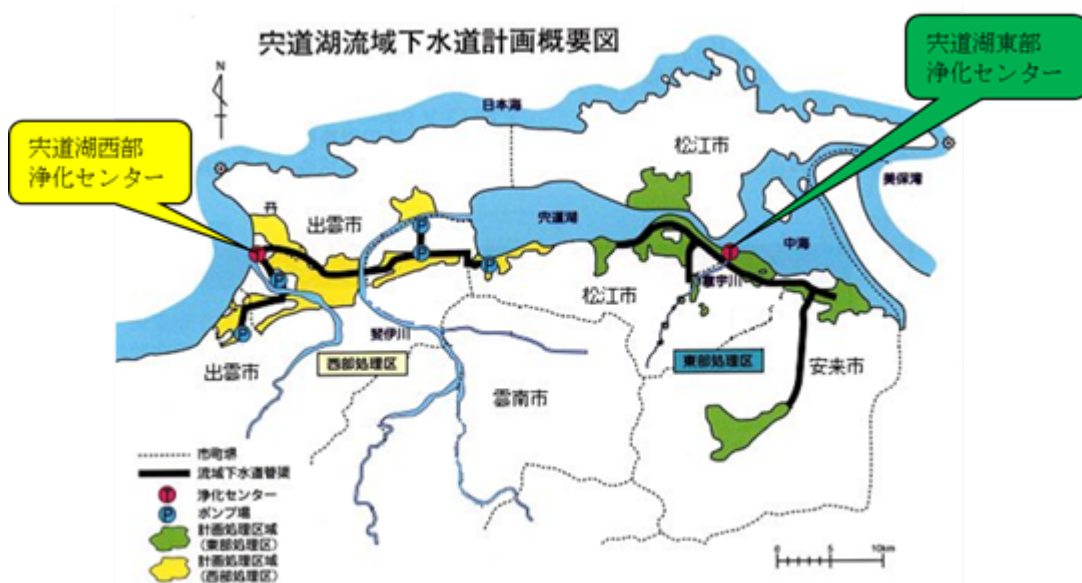 宍道湖流域下水道計画概要図
宍道湖東部
浄化センター
宍道湖西部
浄化センター
N
日本海
松江市
美保湾
出雲市
宍道湖
中海
松江市
意宇川
斐伊川
出雲市
西部処理区
東部処理区
安来市
雲南市
市町堺
流域下水道管渠
T 浄化センター
P ポンプ場
計画処理区域
(東部処理区)
計画処理区域
(西部処理区)
0 5 10km
T
P
P
P
P
P
T